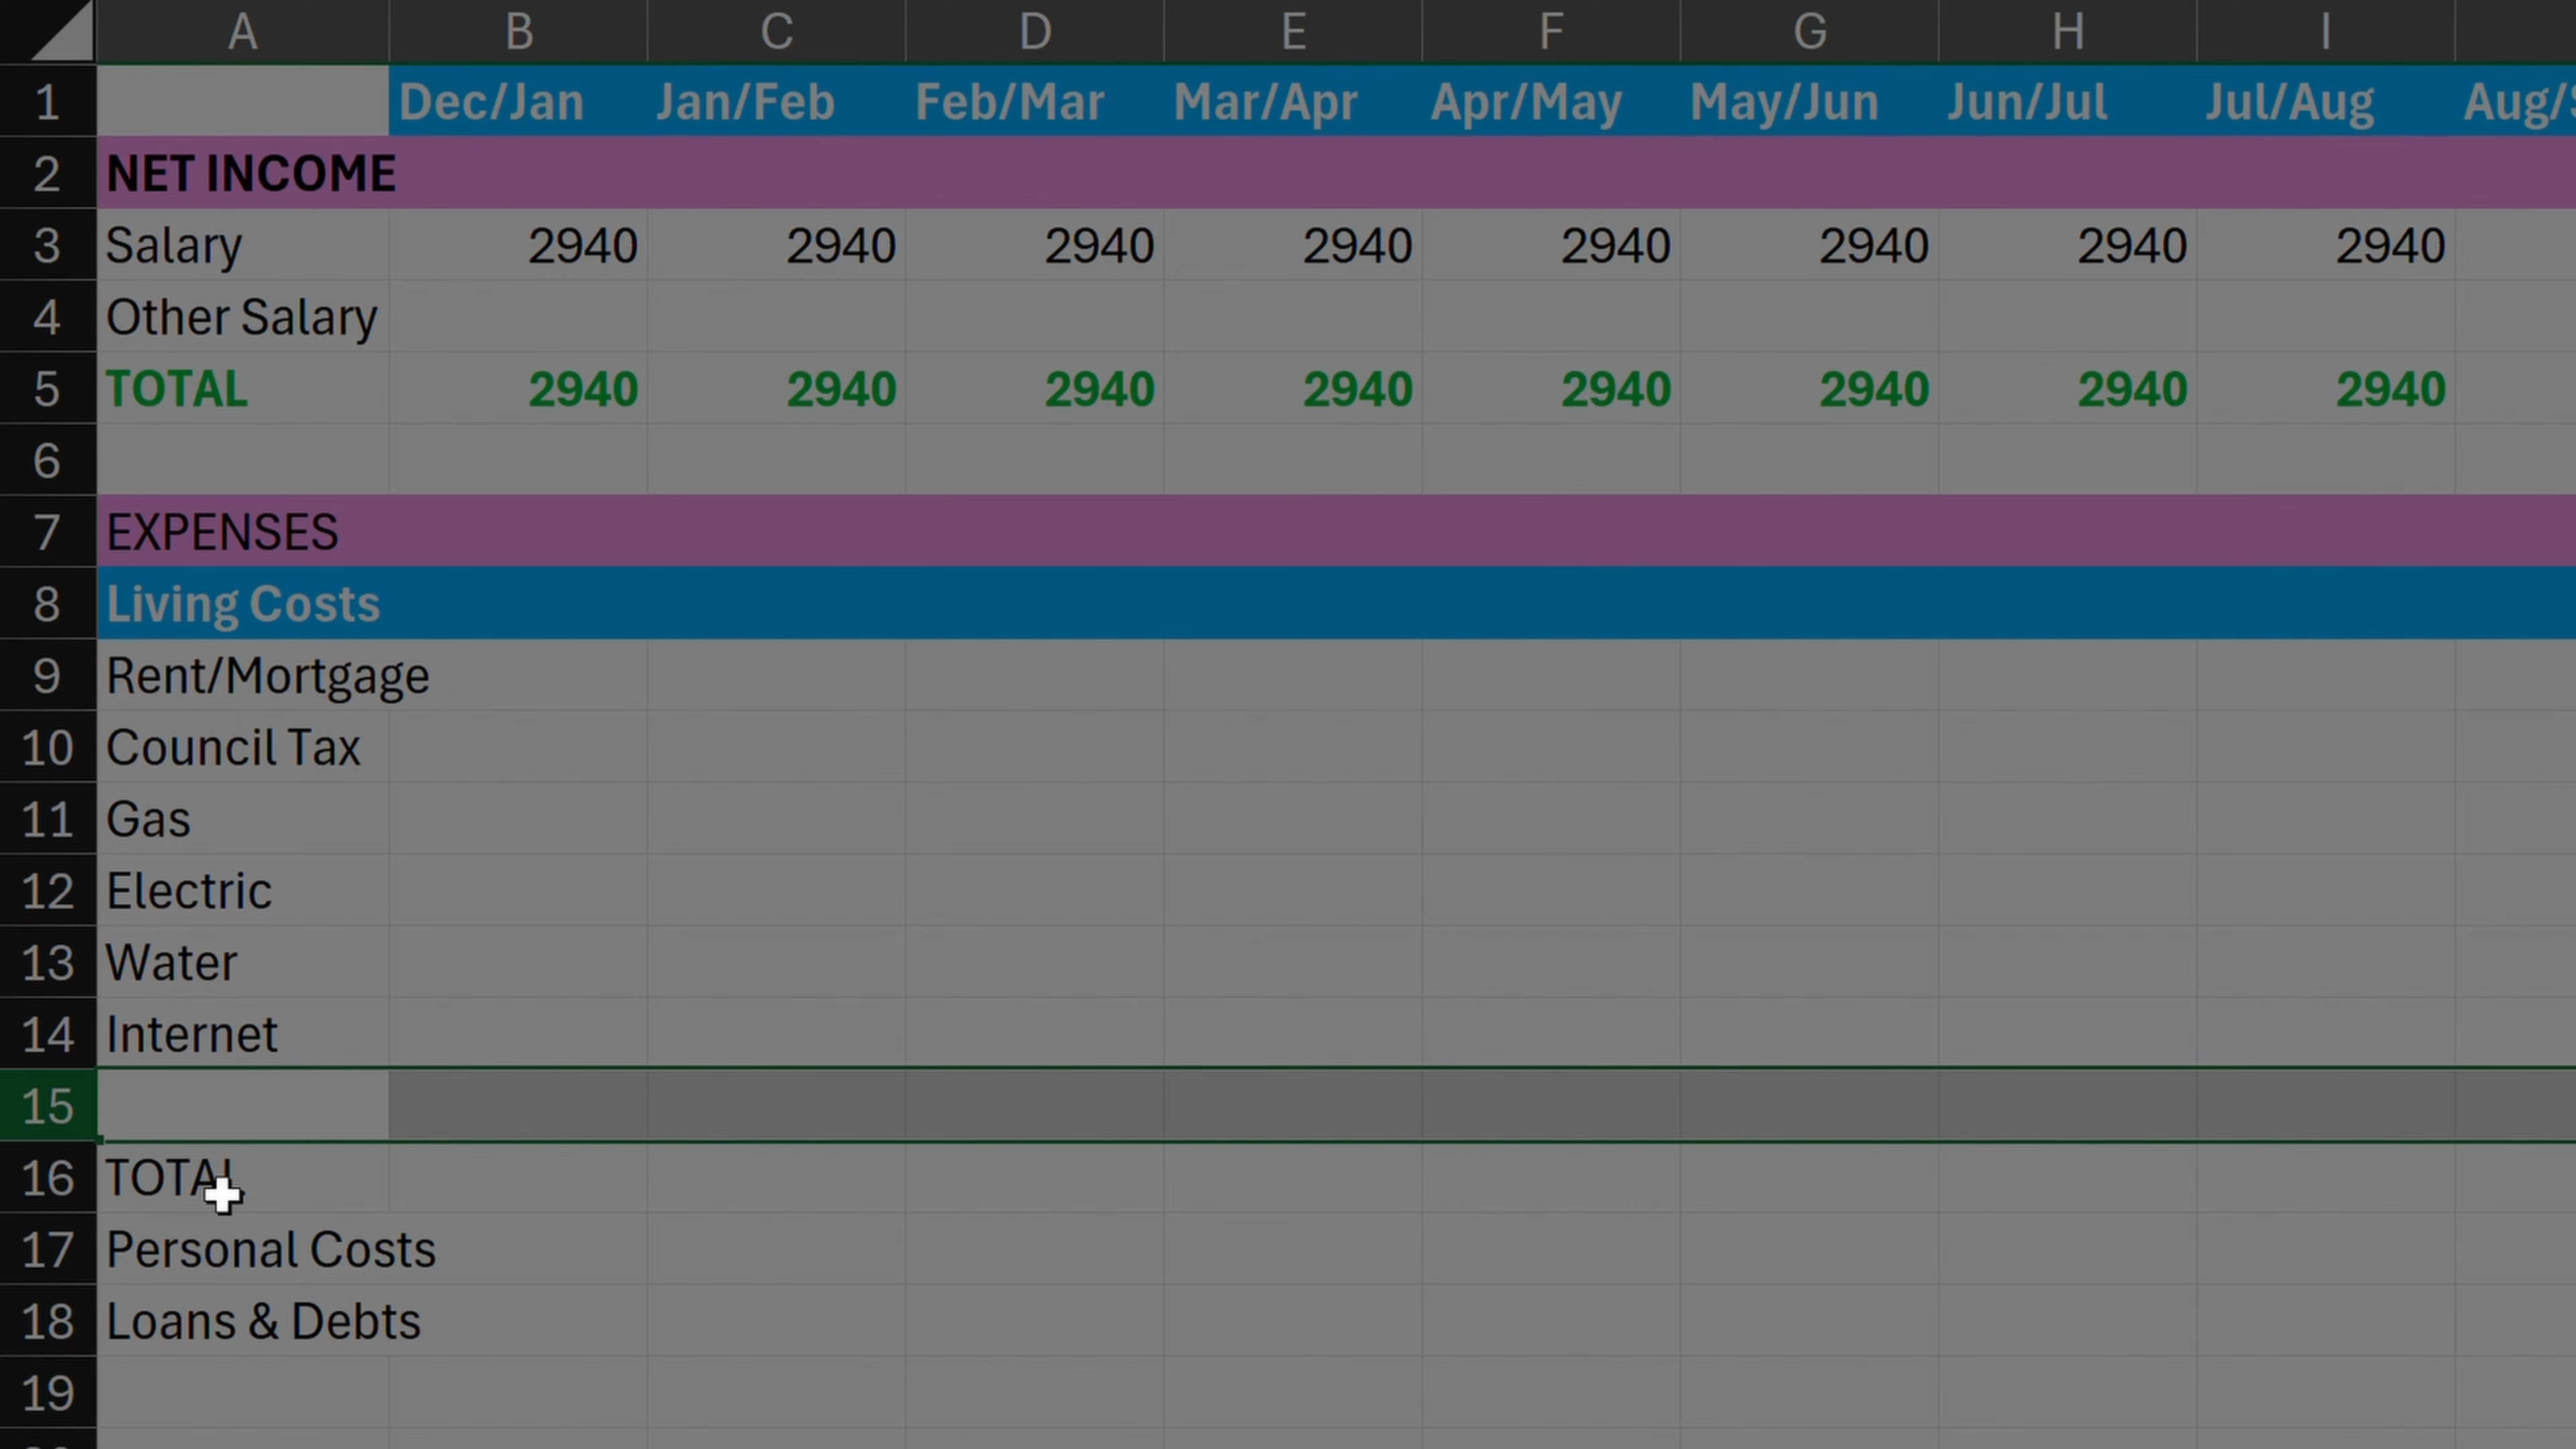 A B C D E F G H I
1 Dec/Jan Jan/Feb Feb/Mar Mar/Apr Apr/May May/Jun Jun/Jul Jul/Aug
2 NET INCOME
3 Salary 2940 2940 2940 2940 2940 2940 2940 2940
4 Other Salary
5 TOTAL 2940 2940 2940 2940 2940 2940 2940 2940
6
7 EXPENSES
8 Living Costs
9 Rent/Mortgage
10 Council Tax
11 Gas
12 Electric
13 Water
14 Internet
15
16 TOTAL
17 Personal Costs
18 Loans & Debts
19